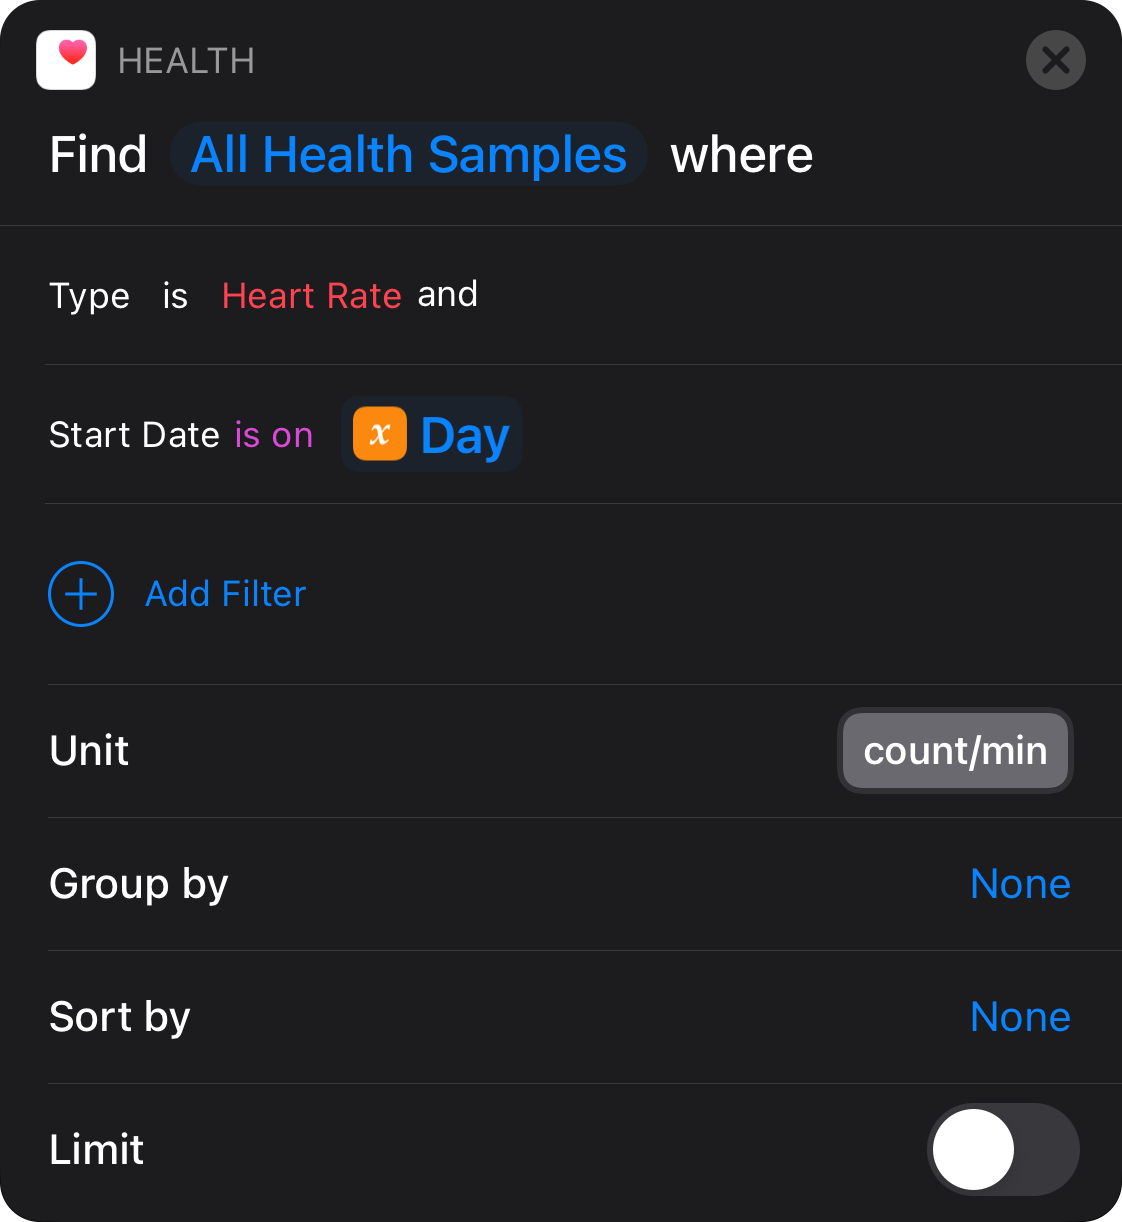 HEALTH
Find All Health Samples where
Type is Heart Rate and
Start Date is on x Day
Add Filter
Unit count/min
Group by None
Sort by None
Limit